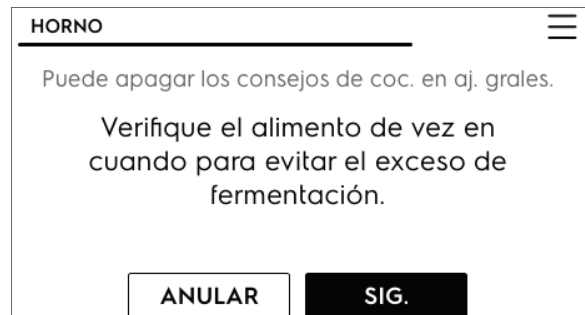 HORNO
Puede apagar los consejos de coc. en aj. grales.
Verifique el alimento de vez en
cuando para evitar el exceso de
fermentación.
ANULAR
SIG.